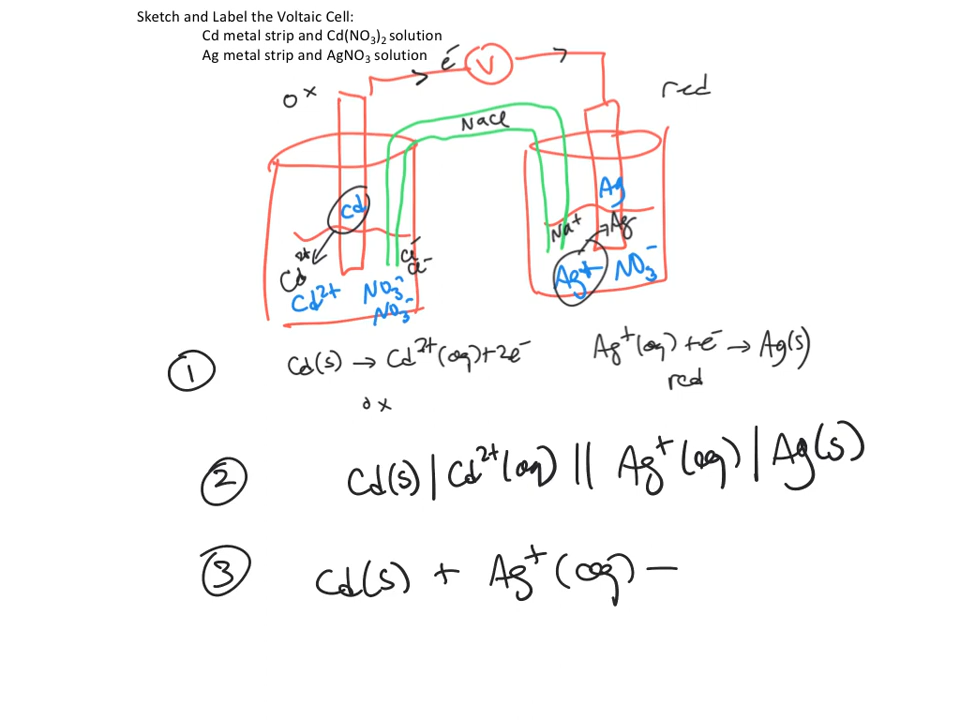 Sketch and Label the Voltaic Cell:
Cd metal strip and Cd(NO₃)₂ solution
Ag metal strip and AgNO₃ solution
e⁻
V
ox
red
NaCl
Cd
Ag
Na⁺
Ag
Cd²⁺
Cl⁻
Cl⁻
Cd²⁺
NO₃⁻
NO₃⁻
Ag⁺
NO₃⁻
① Cd(s) → Cd²⁺(aq) + 2e⁻ Ag⁺(aq) + e⁻ → Ag(s)
ox
red
② Cd(s) | Cd²⁺(aq) || Ag⁺(aq) | Ag(s)
③ Cd(s) + Ag⁺(aq) —